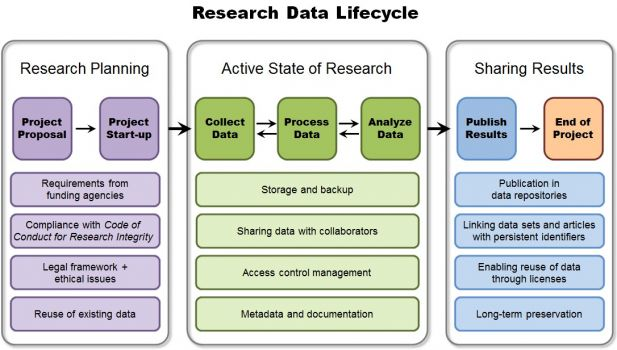 Research Data Lifecycle
Research Planning
Project
Proposal
Project
Start-up
Requirements from
funding agencies
Compliance with Code of
Conduct for Research Integrity
Legal framework +
ethical issues
Reuse of existing data
Active State of Research
Collect
Data
Process
Data
Analyze
Data
Storage and backup
Sharing data with collaborators
Access control management
Metadata and documentation
Sharing Results
Publish
Results
End of
Project
Publication in
data repositories
Linking data sets and articles
with persistent identifiers
Enabling reuse of data
through licenses
Long-term preservation